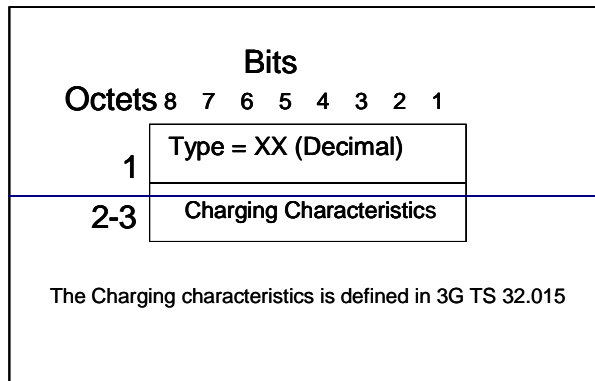 Bits
Octets 8 7 6 5 4 3 2 1
1 Type = XX (Decimal)
2-3 Charging Characteristics
The Charging characteristics is defined in 3G TS 32.015